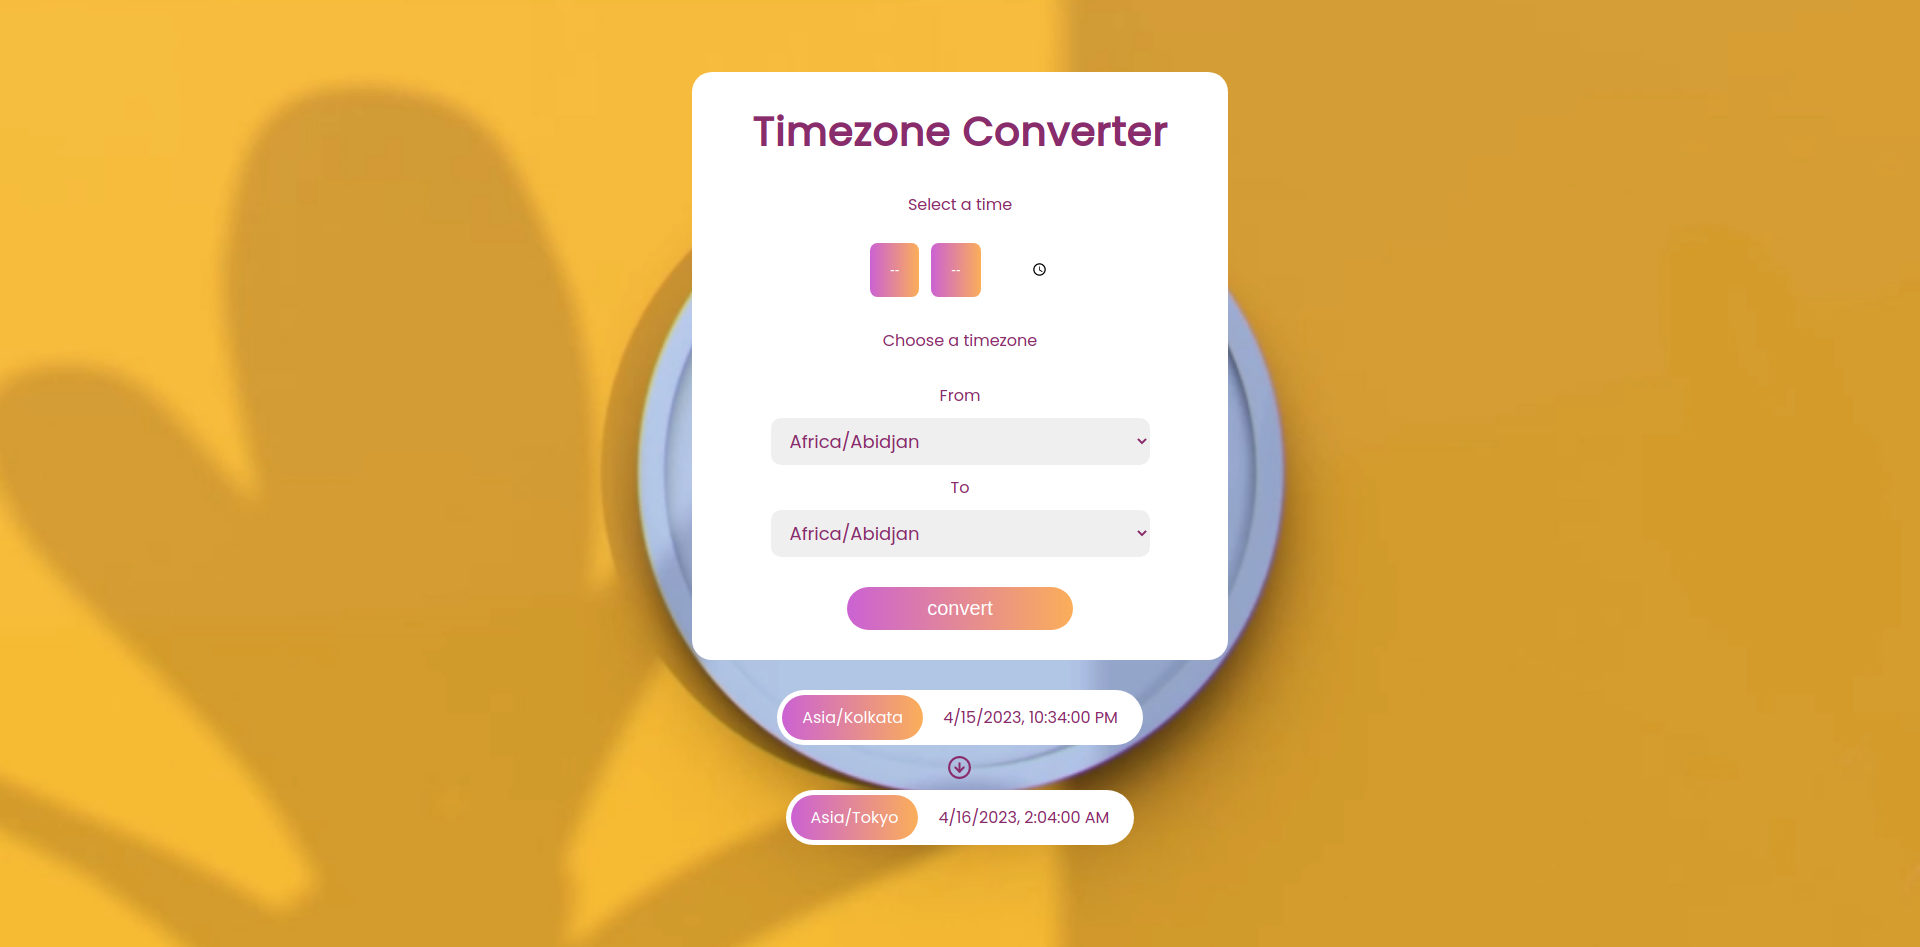 Timezone Converter
Select a time
-- --
Choose a timezone
From
Africa/Abidjan
To
Africa/Abidjan
convert
Asia/Kolkata 4/15/2023, 10:34:00 PM
Asia/Tokyo 4/16/2023, 2:04:00 AM